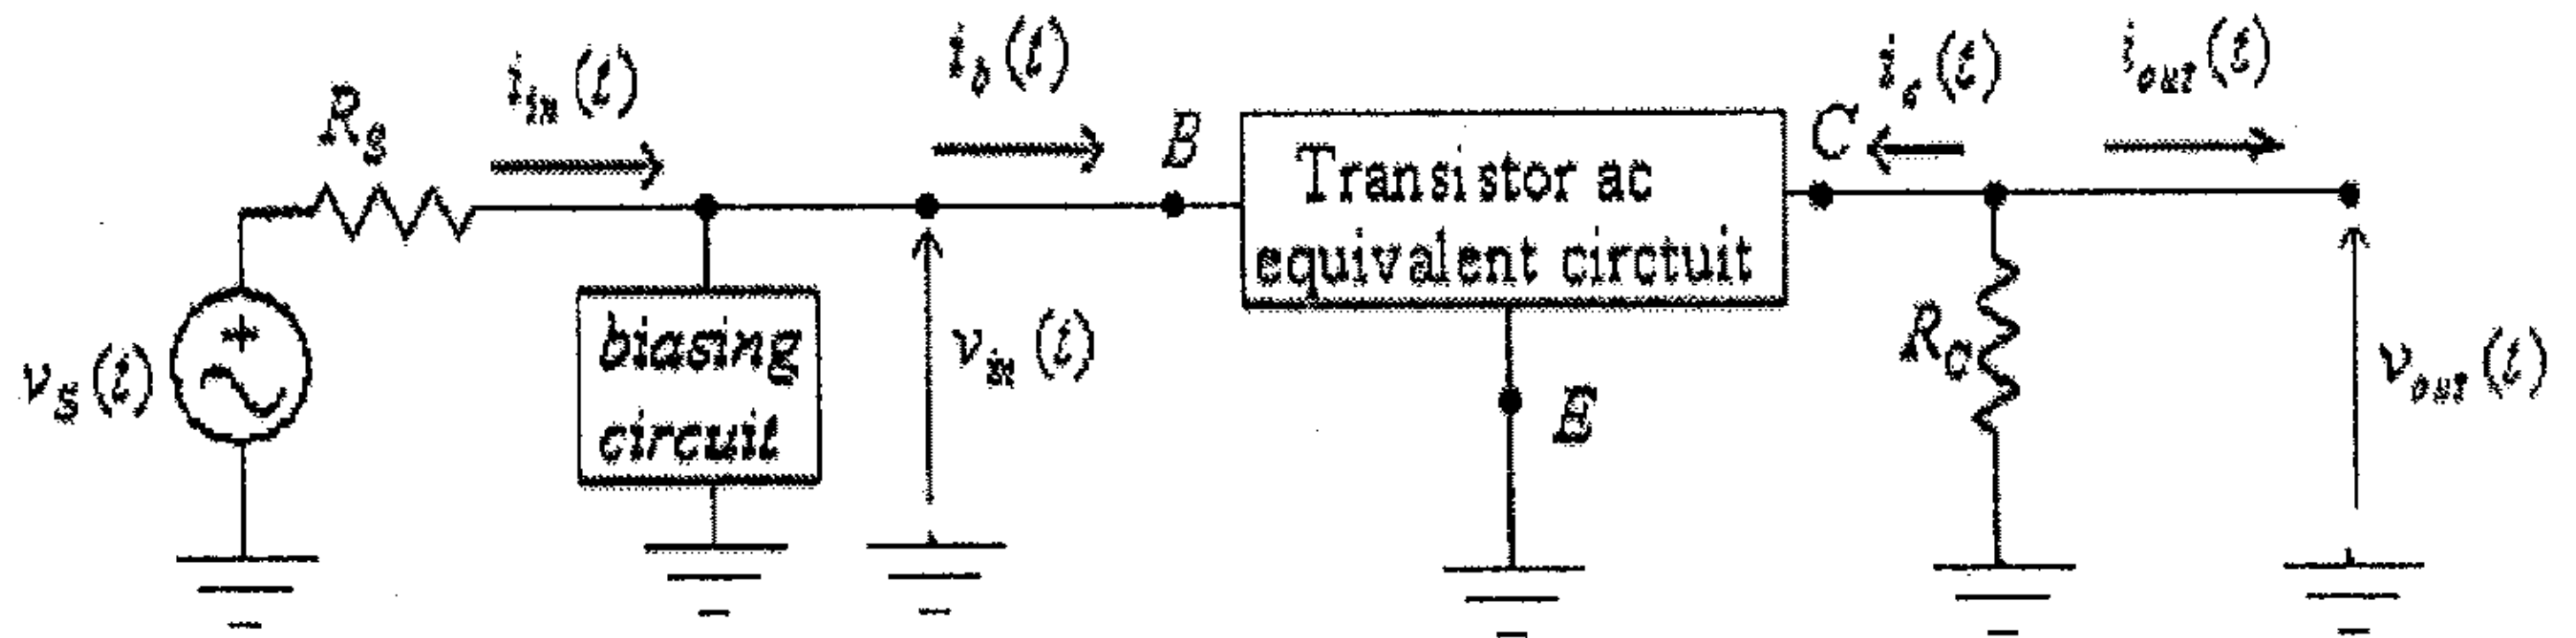 R_S
i_in(t)
i_b(t)
B
Transistor ac
equivalent circtuit
C
i_c(t)
i_out(t)
v_S(t)
+
biasing
circuit
v_in(t)
E
R_C
v_out(t)